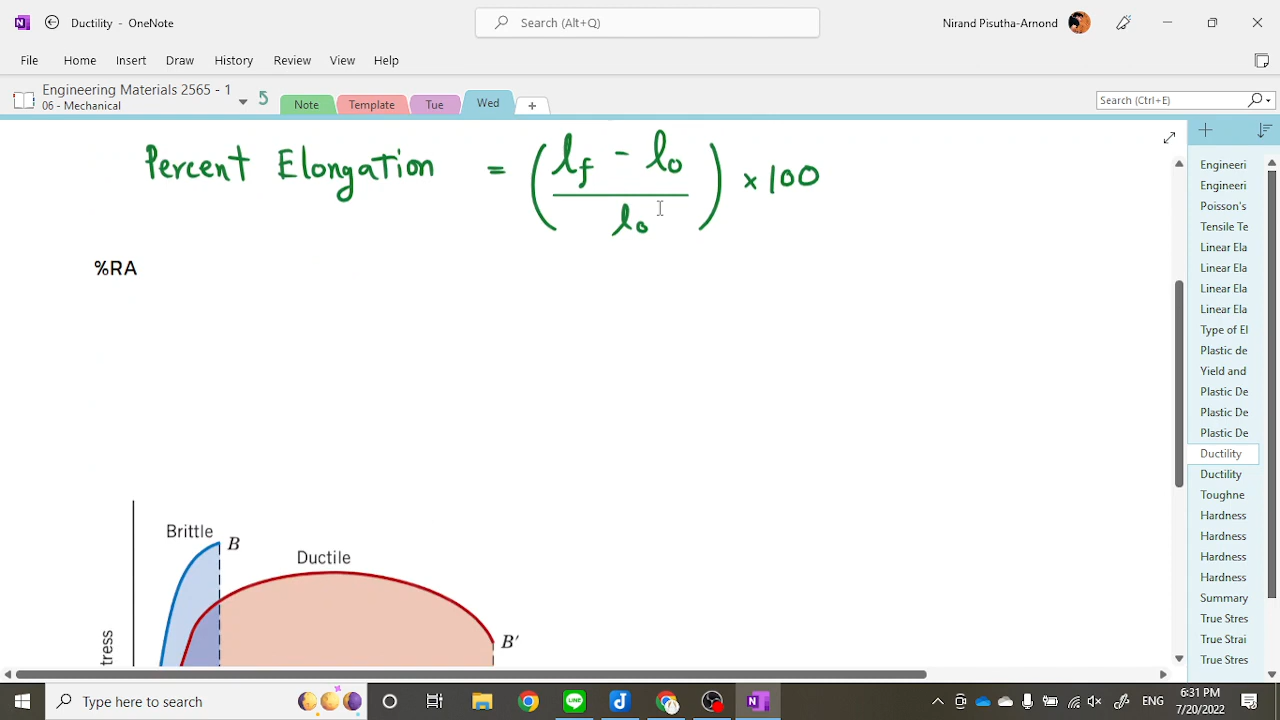 Ductility - OneNote
Search (Alt+Q)
Nirand Pisutha-Arnond
File Home Insert Draw History Review View Help
Engineering Materials 2565 - 1
06 - Mechanical
Note Template Tue Wed +
Search (Ctrl+E)
Percent Elongation = ( lf - lo / lo ) × 100
%RA
Brittle
B
Ductile
B′
tress
Engineeri
Engineeri
Poisson's
Tensile Te
Linear Ela
Linear Ela
Linear Ela
Linear Ela
Type of El
Plastic de
Yield and
Plastic De
Plastic De
Plastic De
Ductility
Ductility
Toughne
Hardness
Hardness
Hardness
Hardness
Summary
True Stres
True Strai
True Stres
Type here to search
ENG
6:31 PM
7/20/2022